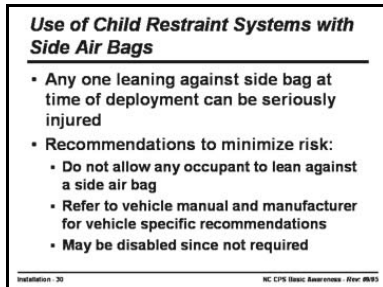 Use of Child Restraint Systems with
Side Air Bags
▪ Any one leaning against side bag at
time of deployment can be seriously
injured
▪ Recommendations to minimize risk:
▪ Do not allow any occupant to lean against
a side air bag
▪ Refer to vehicle manual and manufacturer
for vehicle specific recommendations
▪ May be disabled since not required
Installation - 30
NC CPS Basic Awareness - Rev: